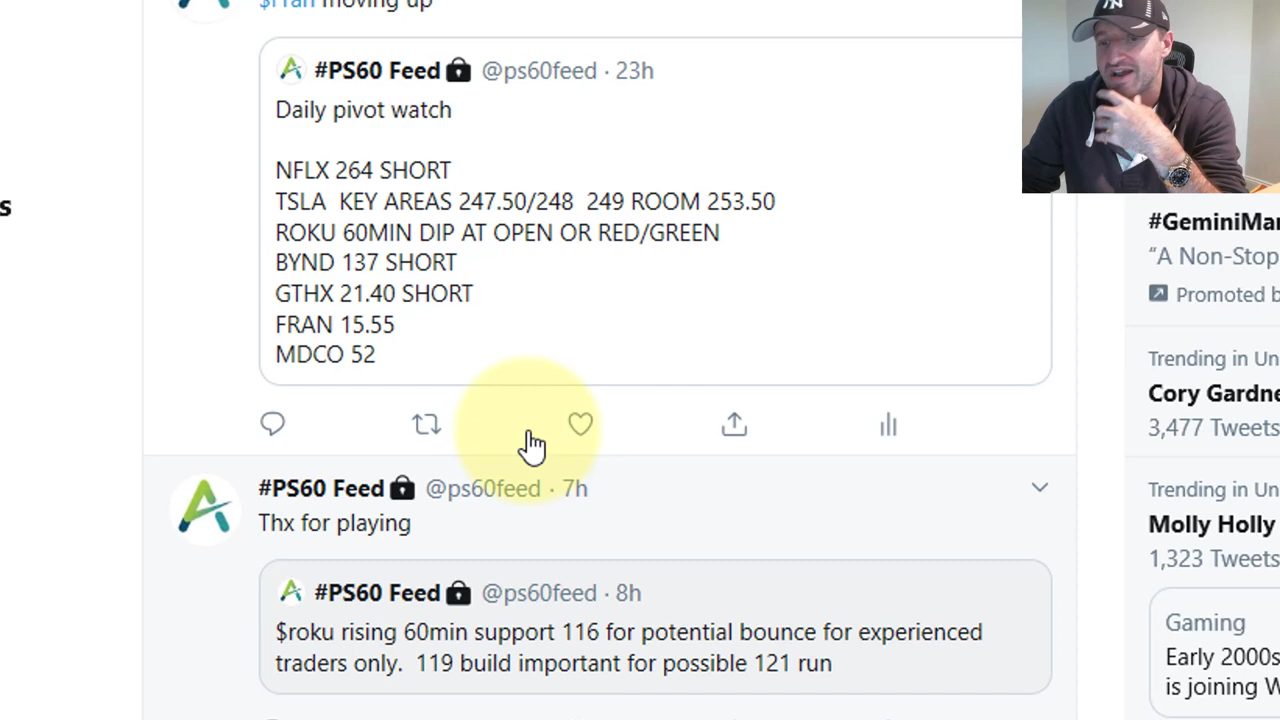 $Fran moving up
#PS60 Feed @ps60feed · 23h
Daily pivot watch
NFLX 264 SHORT
TSLA KEY AREAS 247.50/248 249 ROOM 253.50
ROKU 60MIN DIP AT OPEN OR RED/GREEN
BYND 137 SHORT
GTHX 21.40 SHORT
FRAN 15.55
MDCO 52
#PS60 Feed @ps60feed · 7h
Thx for playing
#PS60 Feed @ps60feed · 8h
$roku rising 60min support 116 for potential bounce for experienced
traders only. 119 build important for possible 121 run
s
#GeminiMa
“A Non-Stop
Promoted b
Trending in Un
Cory Gardne
3,477 Tweets
Trending in Un
Molly Holly
1,323 Tweets
Gaming
Early 2000s
is joining W
NY